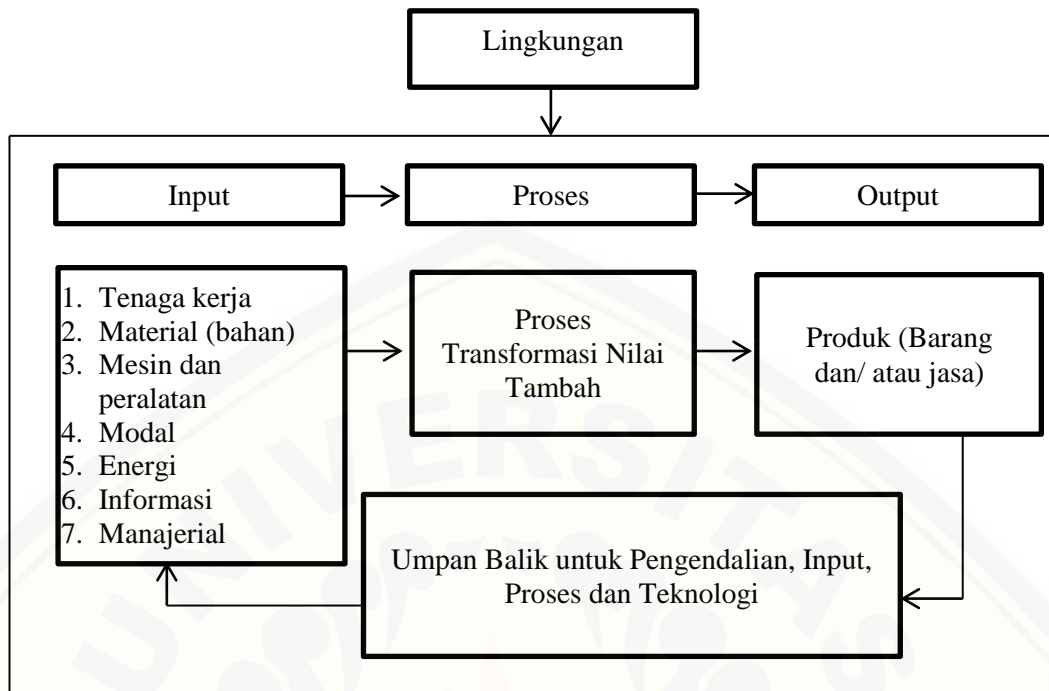 Lingkungan
Input
Proses
Output
1. Tenaga kerja
2. Material (bahan)
3. Mesin dan
peralatan
4. Modal
5. Energi
6. Informasi
7. Manajerial
Proses
Transformasi Nilai
Tambah
Produk (Barang
dan/ atau jasa)
Umpan Balik untuk Pengendalian, Input,
Proses dan Teknologi
UNIVERSITAS